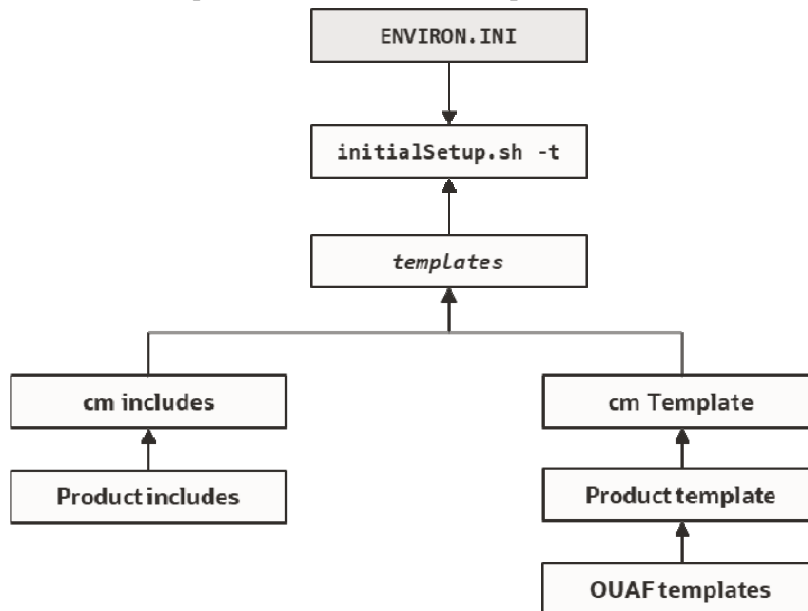 ENVIRON.INI
initialSetup.sh -t
templates
cm includes
cm Template
Product includes
Product template
OUAF templates